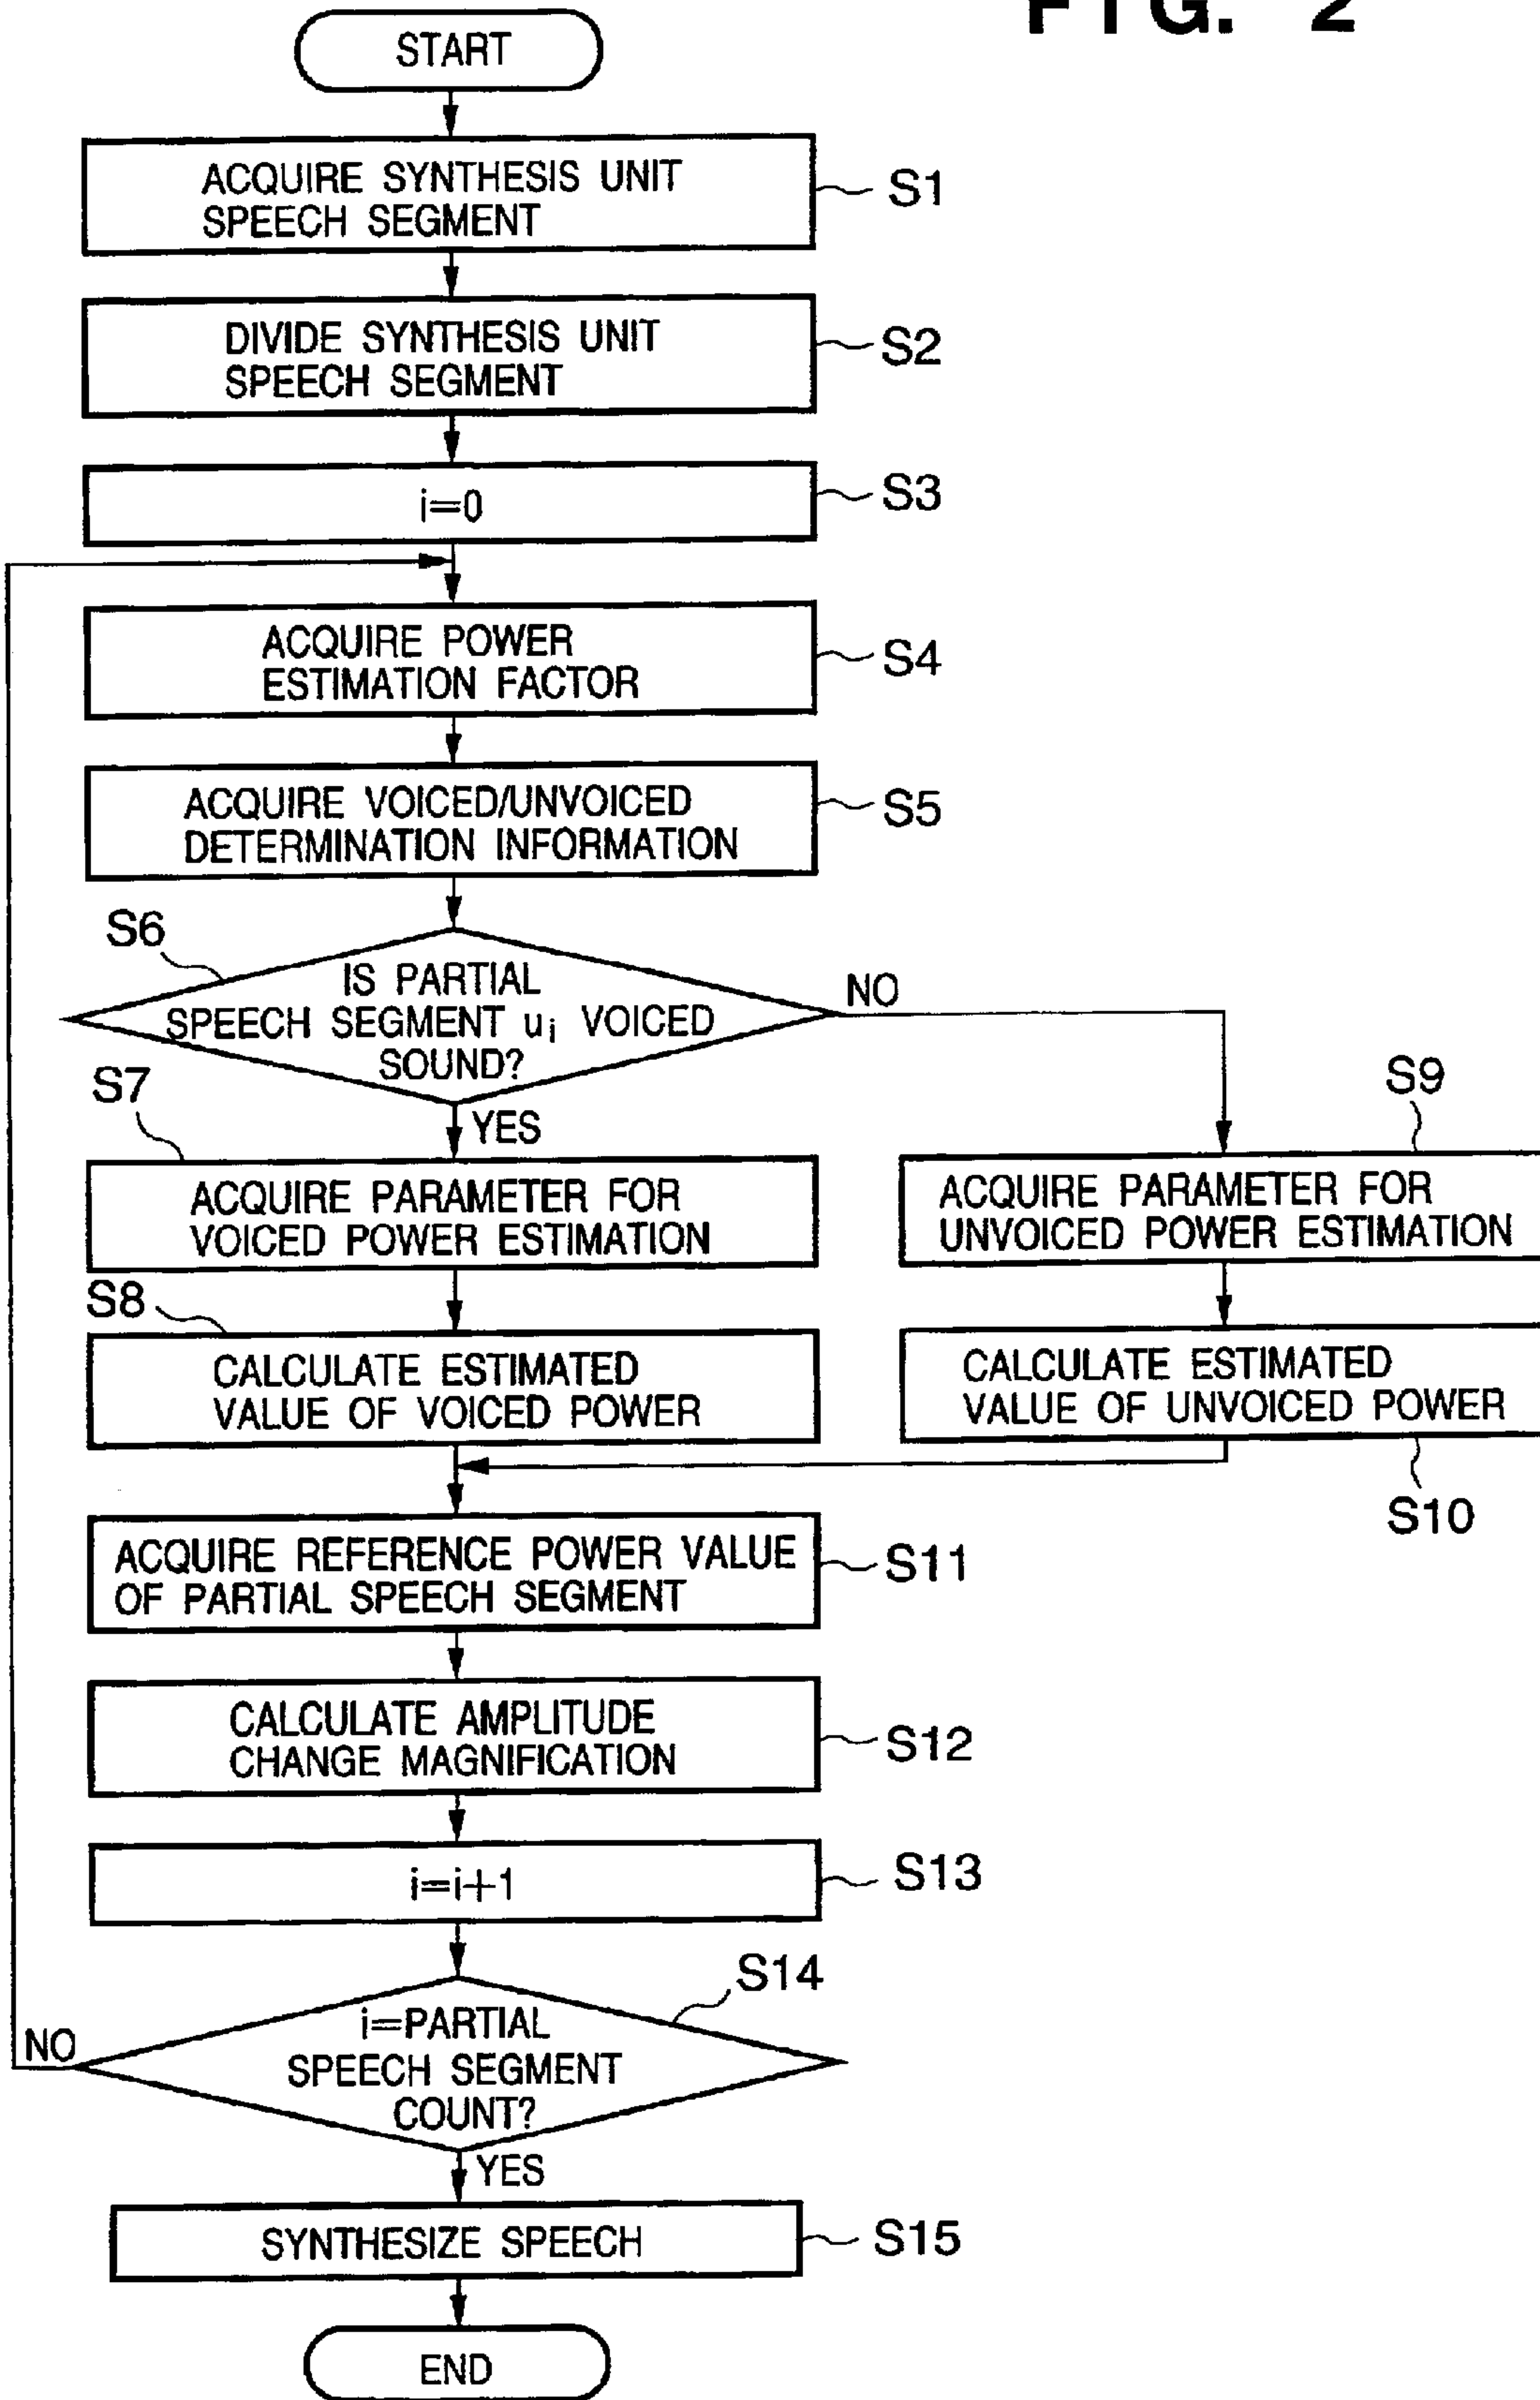 FIG. 2
START
ACQUIRE SYNTHESIS UNIT
SPEECH SEGMENT
S1
DIVIDE SYNTHESIS UNIT
SPEECH SEGMENT
S2
i=0
S3
ACQUIRE POWER
ESTIMATION FACTOR
S4
ACQUIRE VOICED/UNVOICED
DETERMINATION INFORMATION
S5
S6
IS PARTIAL
SPEECH SEGMENT ui VOICED
SOUND?
NO
YES
S7
ACQUIRE PARAMETER FOR
VOICED POWER ESTIMATION
S9
ACQUIRE PARAMETER FOR
UNVOICED POWER ESTIMATION
S8
CALCULATE ESTIMATED
VALUE OF VOICED POWER
CALCULATE ESTIMATED
VALUE OF UNVOICED POWER
S10
ACQUIRE REFERENCE POWER VALUE
OF PARTIAL SPEECH SEGMENT
S11
CALCULATE AMPLITUDE
CHANGE MAGNIFICATION
S12
i=i+1
S13
S14
i=PARTIAL
SPEECH SEGMENT
COUNT?
NO
YES
SYNTHESIZE SPEECH
S15
END